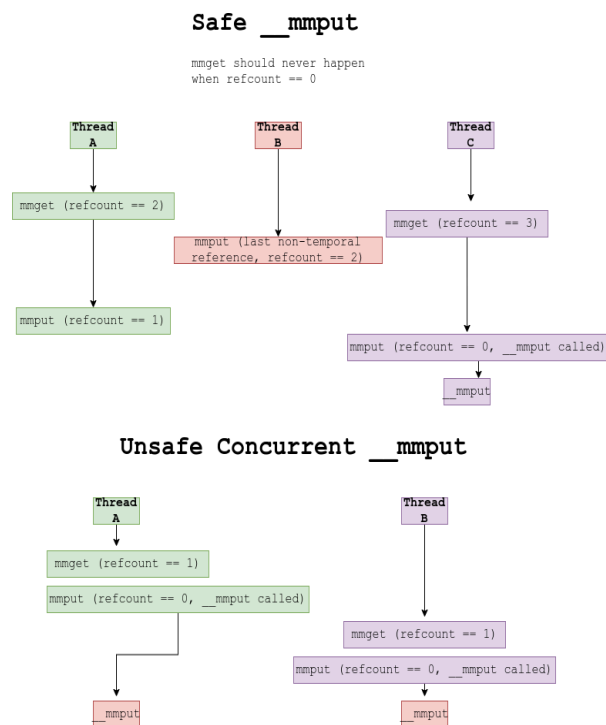 Safe __mmput
mmget should never happen
when refcount == 0
Thread
A
Thread
B
Thread
C
mmget (refcount == 2)
mmget (refcount == 3)
mmput (last non-temporal
reference, refcount == 2)
mmput (refcount == 1)
mmput (refcount == 0, __mmput called)
__mmput
Unsafe Concurrent __mmput
Thread
A
Thread
B
mmget (refcount == 1)
mmput (refcount == 0, __mmput called)
mmget (refcount == 1)
mmput (refcount == 0, __mmput called)
__mmput
__mmput